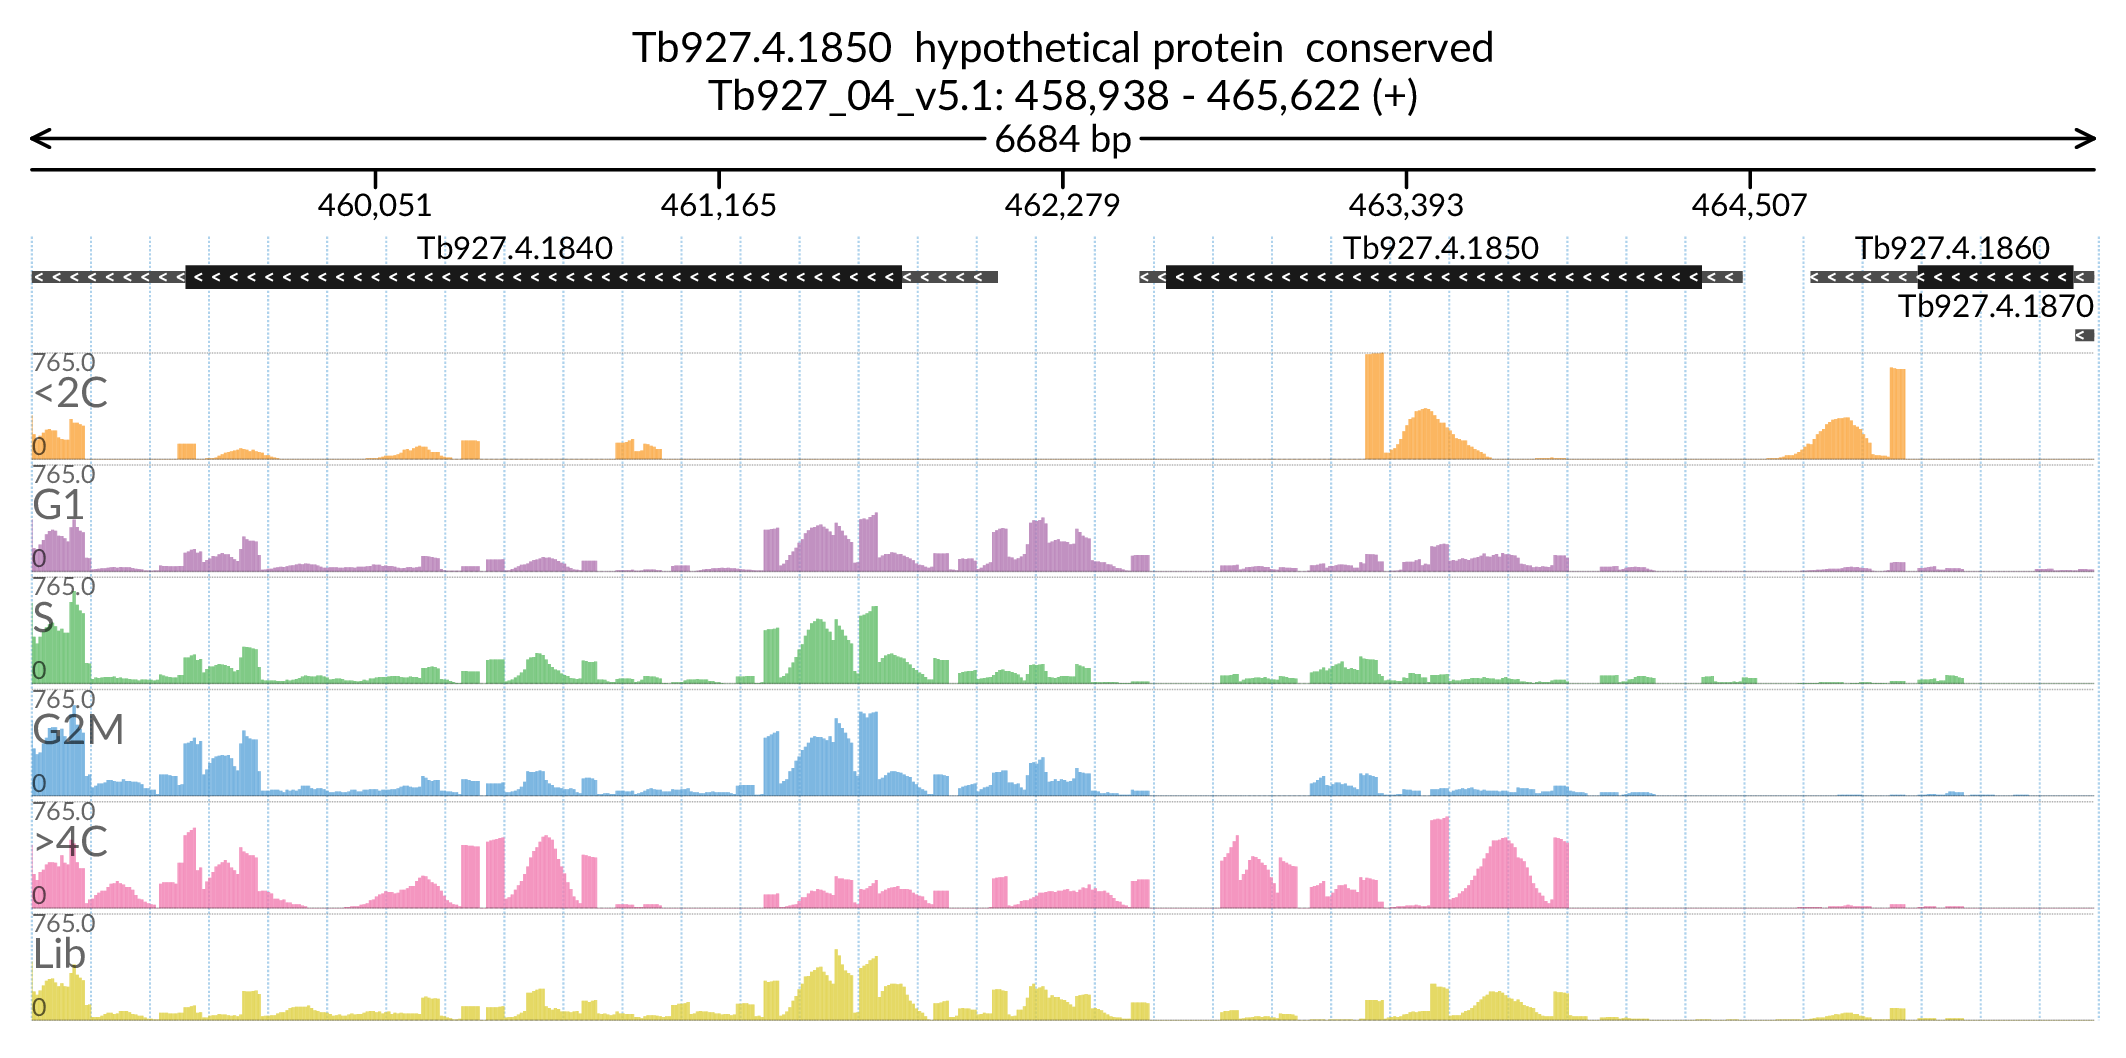 Tb927.4.1850  hypothetical protein  conserved
Tb927_04_v5.1: 458,938 - 465,622 (+)
6684 bp
460,051 461,165 462,279 463,393 464,507
Tb927.4.1840 Tb927.4.1850 Tb927.4.1860
Tb927.4.1870
765.0
<2C
0
765.0
G1
0
765.0
S
0
765.0
G2M
0
765.0
>4C
0
765.0
Lib
0